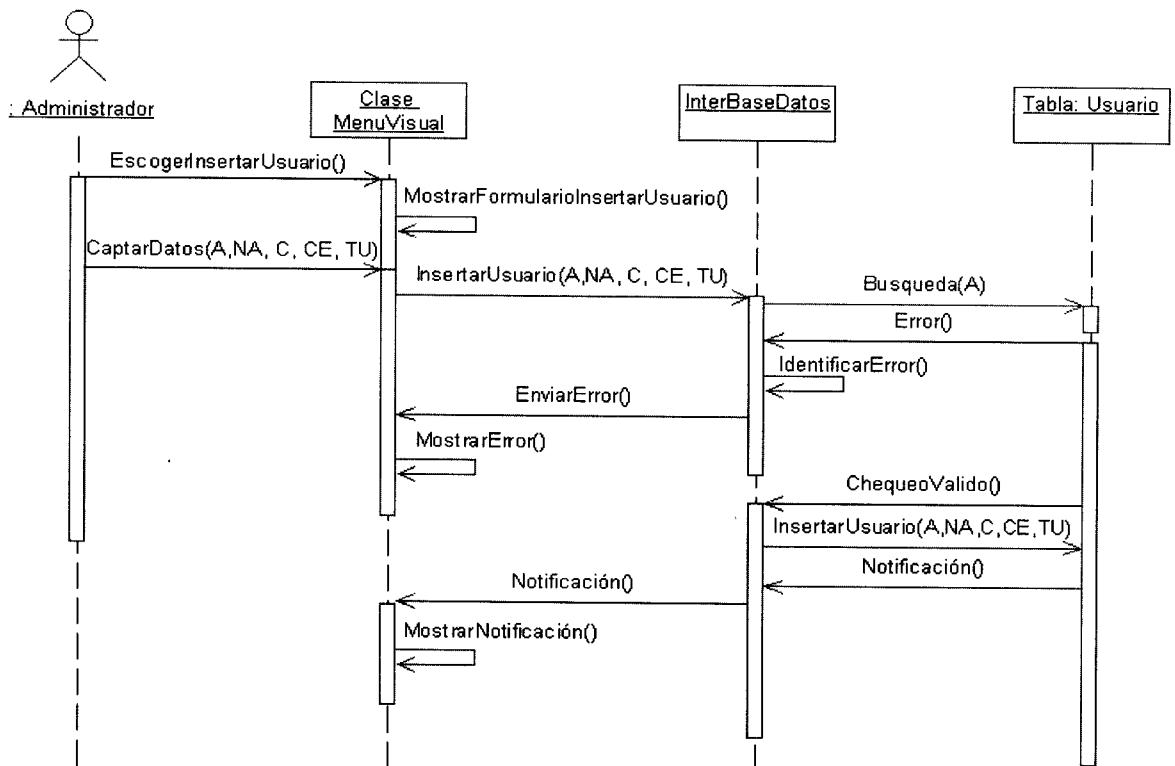 : Administrador
Clase
MenuVisual
InterBaseDatos
Tabla: Usuario
EscogerInsertarUsuario()
MostrarFormularioInsertarUsuario()
CaptarDatos(A,NA, C, CE, TU)
InsertarUsuario(A,NA, C, CE, TU)
Busqueda(A)
Error()
IdentificarError()
EnviarError()
MostrarError()
ChequeoValido()
InsertarUsuario(A,NA,C,CE,TU)
Notificación()
Notificación()
MostrarNotificación()